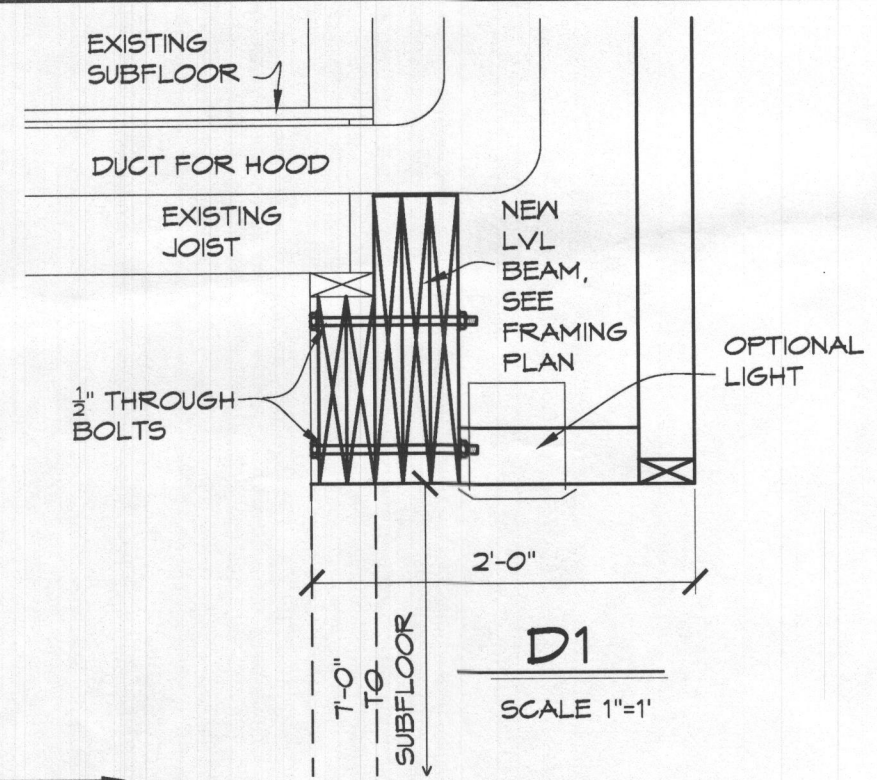 EXISTING
SUBFLOOR
DUCT FOR HOOD
EXISTING
JOIST
NEW
LVL
BEAM,
SEE
FRAMING
PLAN
OPTIONAL
LIGHT
½" THROUGH
BOLTS
2'-0"
7'-0"
TO
SUBFLOOR
D1
SCALE 1"=1'